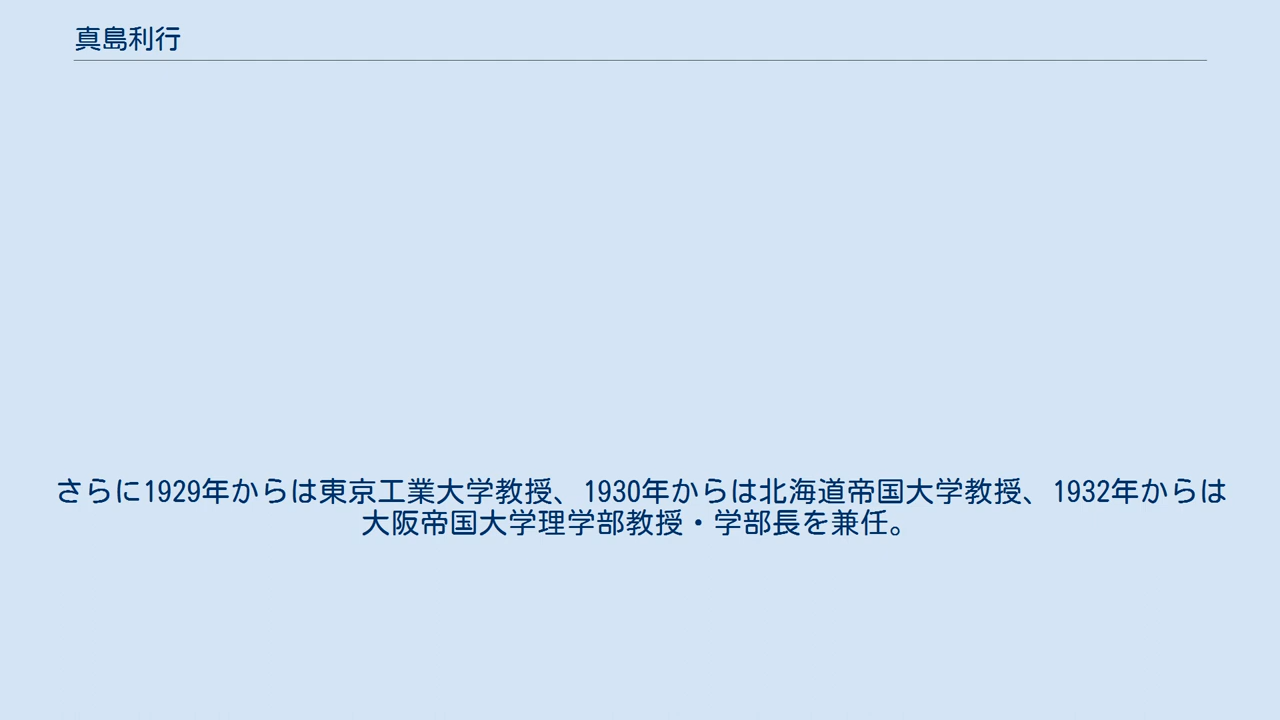 真島利行
さらに1929年からは東京工業大学教授、1930年からは北海道帝国大学教授、1932年からは
大阪帝国大学理学部教授・学部長を兼任。